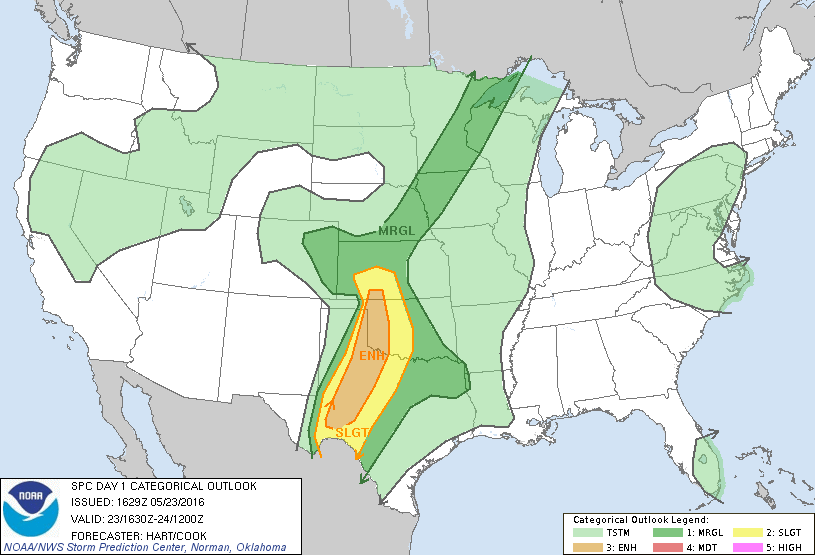 MRGL
ENH
SLGT
NOAA
SPC DAY 1 CATEGORICAL OUTLOOK
ISSUED: 1629Z 05/23/2016
VALID: 23/1630Z-24/1200Z
FORECASTER: HART/COOK
NOAA/NWS Storm Prediction Center, Norman, Oklahoma
Categorical Outlook Legend:
TSTM 1: MRGL 2: SLGT
3: ENH 4: MDT 5: HIGH